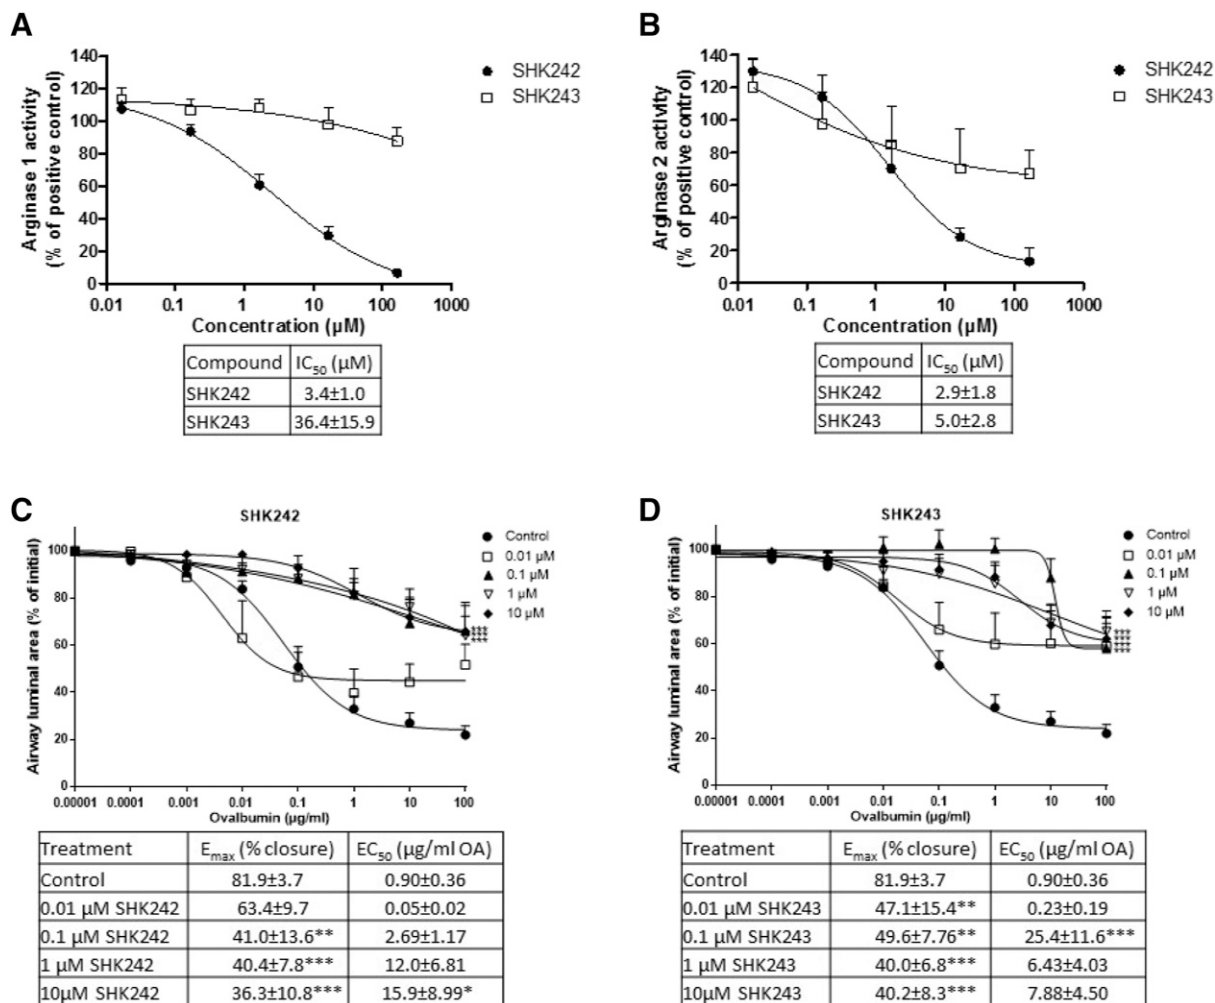 A
Arginase 1 activity
(% of positive control)
140
120
100
80
60
40
20
0
0.01 0.1 1 10 100 1000
Concentration (µM)
SHK242
SHK243
Compound IC50 (µM)
SHK242 3.4±1.0
SHK243 36.4±15.9
B
Arginase 2 activity
(% of positive control)
140
120
100
80
60
40
20
0
0.01 0.1 1 10 100 1000
Concentration (µM)
SHK242
SHK243
Compound IC50 (µM)
SHK242 2.9±1.8
SHK243 5.0±2.8
C
SHK242
Airway luminal area (% of initial)
100
80
60
40
20
0
0.00001 0.0001 0.001 0.01 0.1 1 10 100
Ovalbumin (µg/ml)
Control
0.01 µM
0.1 µM
1 µM
10 µM
***
***
***
Treatment Emax (% closure) EC50 (µg/ml OA)
Control 81.9±3.7 0.90±0.36
0.01 µM SHK242 63.4±9.7 0.05±0.02
0.1 µM SHK242 41.0±13.6** 2.69±1.17
1 µM SHK242 40.4±7.8*** 12.0±6.81
10µM SHK242 36.3±10.8*** 15.9±8.99*
D
SHK243
Airway luminal area (% of initial)
100
80
60
40
20
0
0.00001 0.0001 0.001 0.01 0.1 1 10 100
Ovalbumin (µg/ml)
Control
0.01 µM
0.1 µM
1 µM
10 µM
***
***
***
***
Treatment Emax (% closure) EC50 (µg/ml OA)
Control 81.9±3.7 0.90±0.36
0.01 µM SHK243 47.1±15.4** 0.23±0.19
0.1 µM SHK243 49.6±7.76** 25.4±11.6***
1 µM SHK243 40.0±6.8*** 6.43±4.03
10µM SHK243 40.2±8.3*** 7.88±4.50